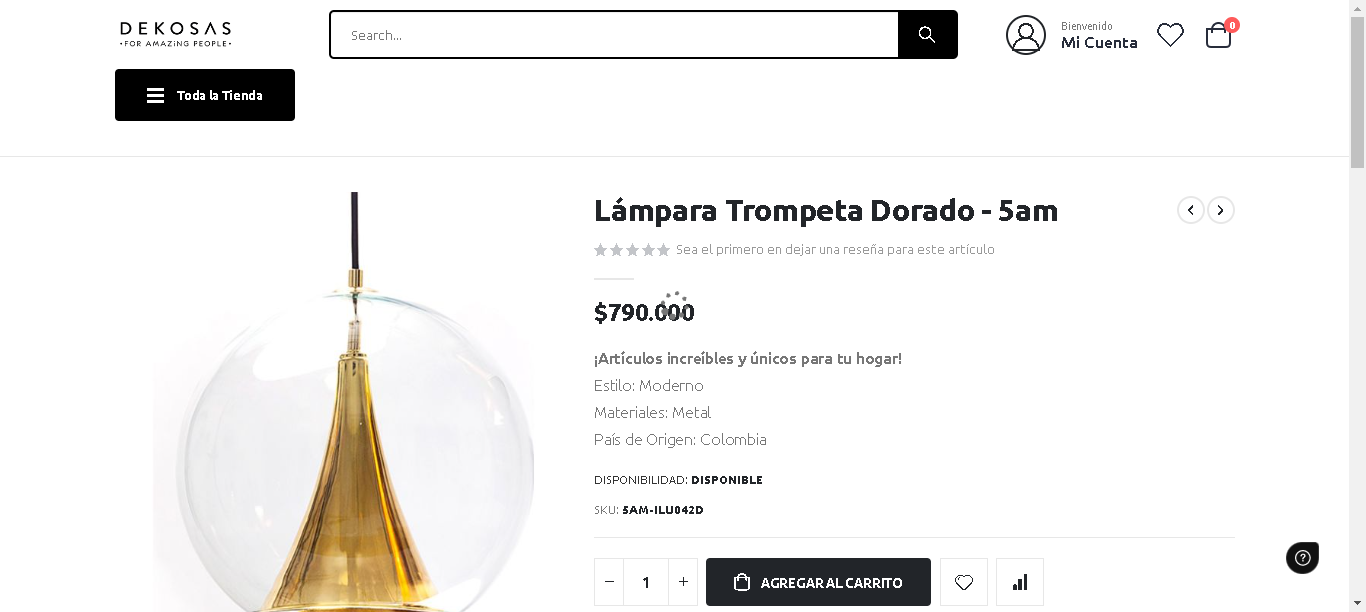 DEKOSAS
•FOR AMAZING PEOPLE•
Search...
Bienvenido
Mi Cuenta
0
Toda la Tienda
Lámpara Trompeta Dorado - 5am
Sea el primero en dejar una reseña para este artículo
$790.000
¡Artículos increíbles y únicos para tu hogar!
Estilo: Moderno
Materiales: Metal
País de Origen: Colombia
DISPONIBILIDAD: DISPONIBLE
SKU: 5AM-ILU042D
− 1 +
AGREGAR AL CARRITO